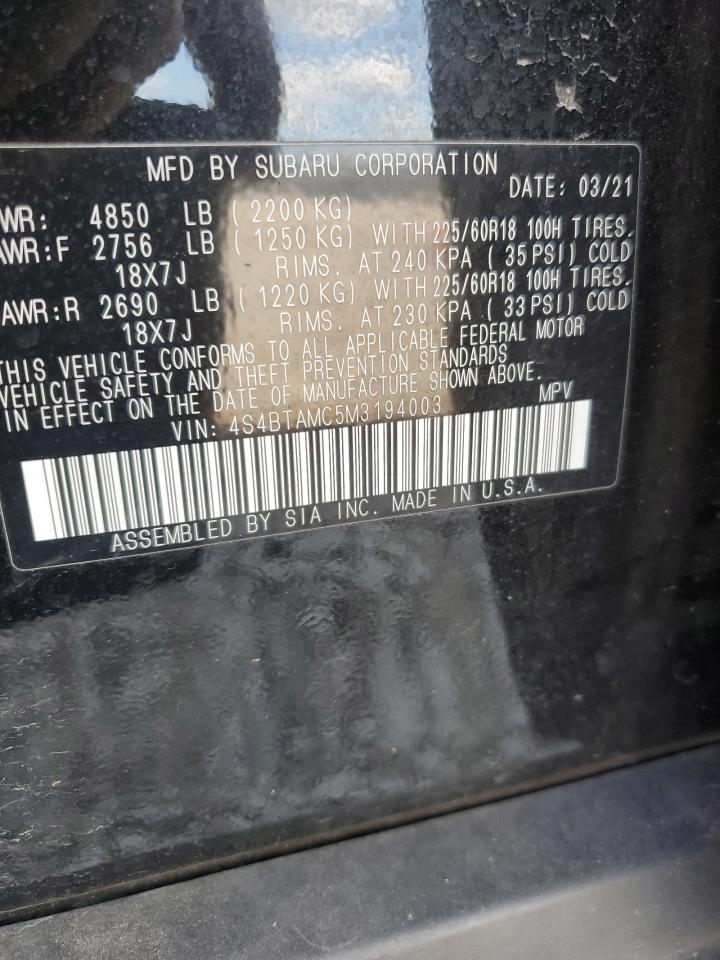 MFD BY SUBARU CORPORATION
DATE: 03/21
WR: 4850 LB ( 2200 KG)
AWR:F 2756 LB ( 1250 KG) WITH 225/60R18 100H TIRES.
18X7J RIMS. AT 240 KPA ( 35 PSI) COLD
AWR:R 2690 LB ( 1220 KG) WITH 225/60R18 100H TIRES.
18X7J RIMS. AT 230 KPA ( 33 PSI) COLD
THIS VEHICLE CONFORMS TO ALL APPLICABLE FEDERAL MOTOR
VEHICLE SAFETY AND THEFT PREVENTION STANDARDS
IN EFFECT ON THE DATE OF MANUFACTURE SHOWN ABOVE.
VIN: 4S4BTAMC5M3194003 MPV
ASSEMBLED BY SIA INC. MADE IN U.S.A.